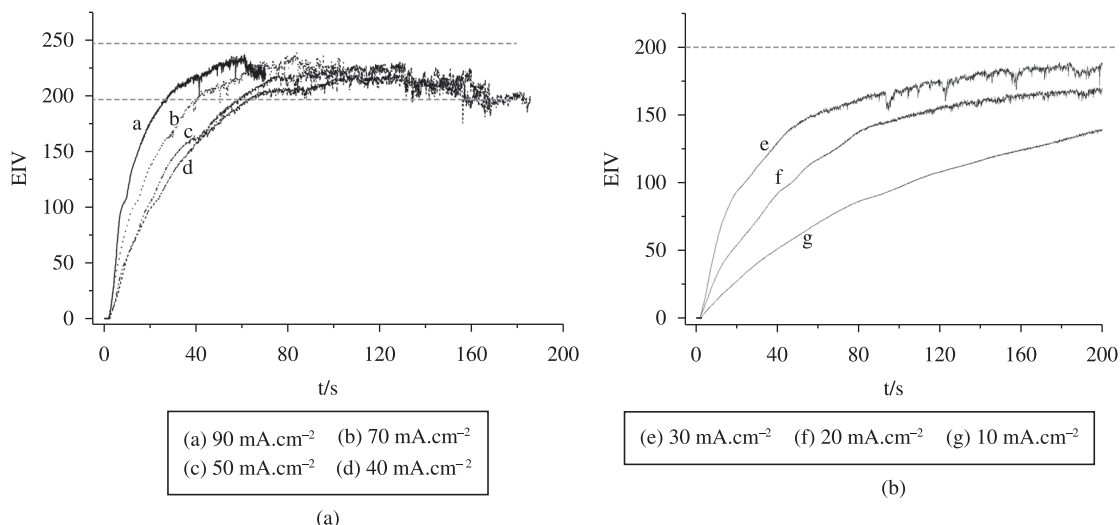 250
200
150
100
50
0
EIV
a
b
c
d
0 40 80 120 160 200
t/s
(a) 90 mA.cm⁻² (b) 70 mA.cm⁻²
(c) 50 mA.cm⁻² (d) 40 mA.cm⁻²
(a)
200
150
100
50
0
EIV
e
f
g
0 40 80 120 160 200
t/s
(e) 30 mA.cm⁻² (f) 20 mA.cm⁻² (g) 10 mA.cm⁻²
(b)